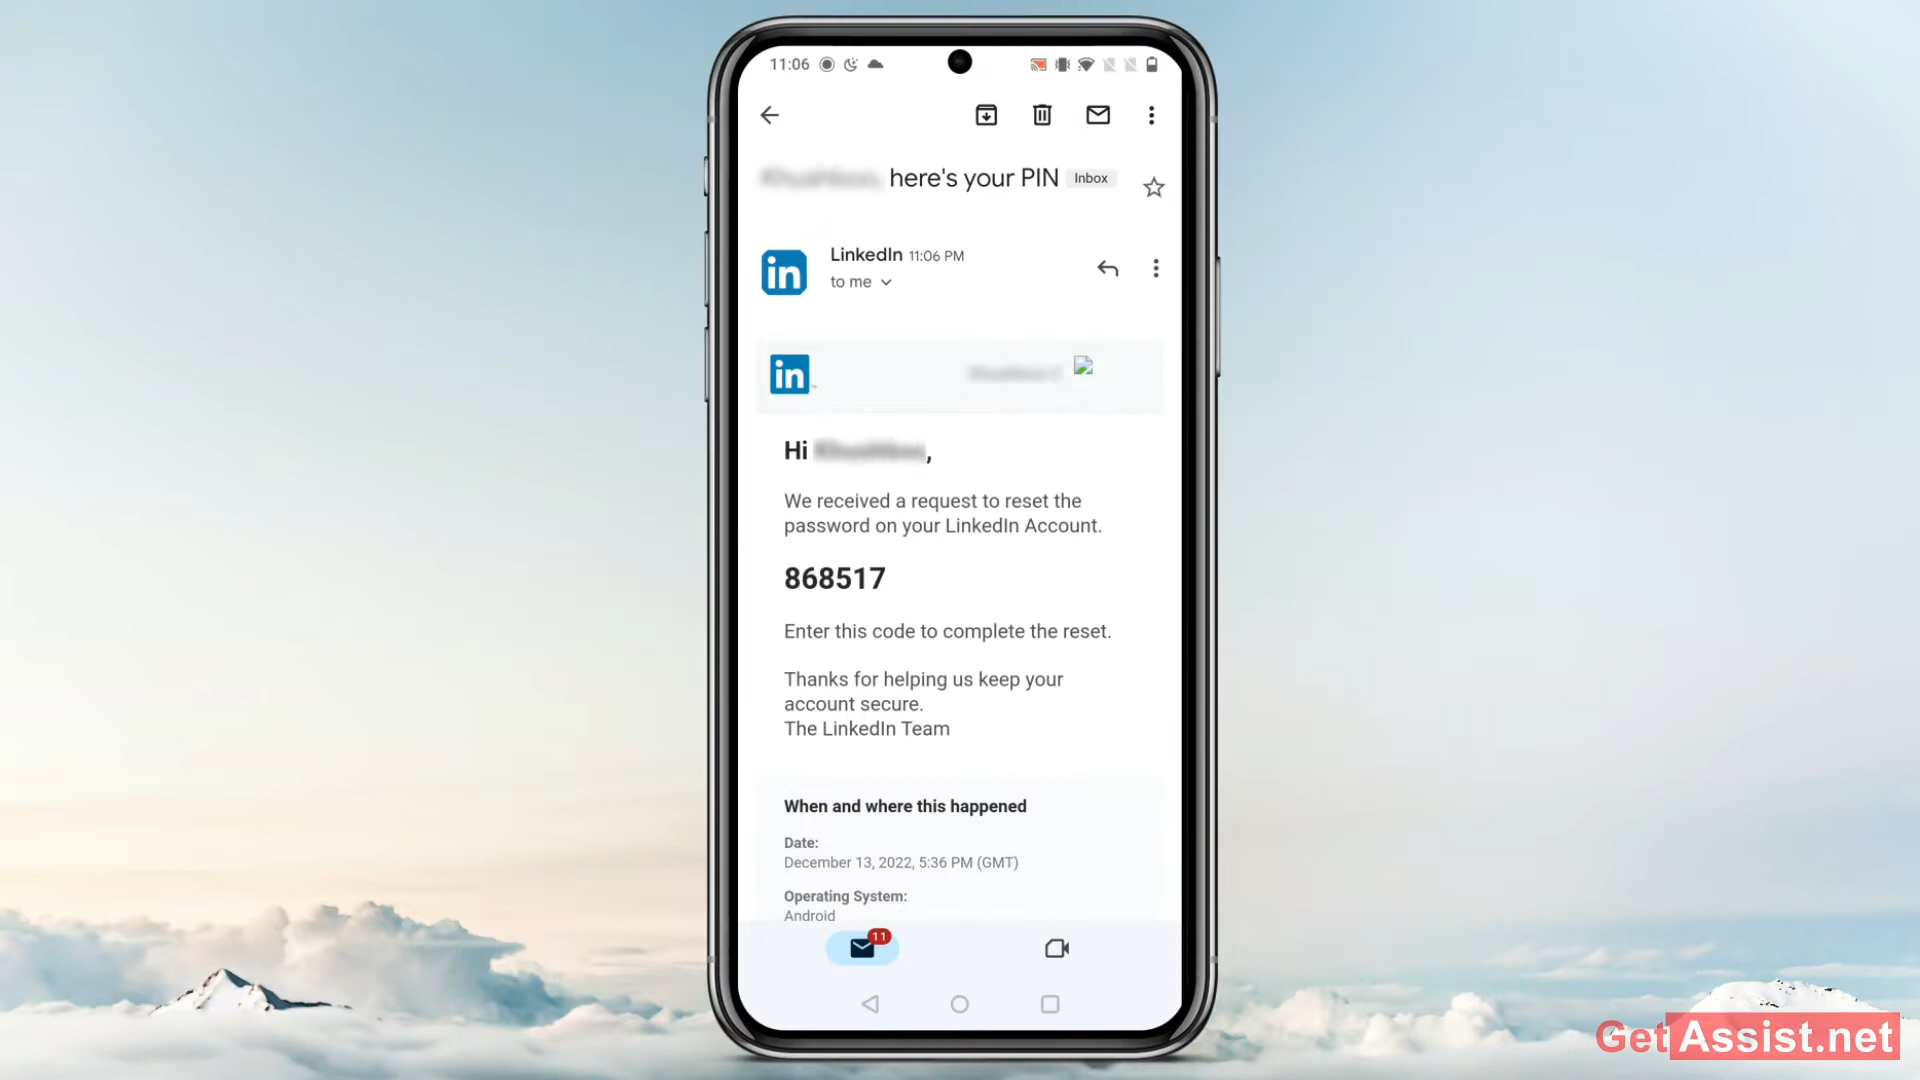 11:06
here's your PIN Inbox
in LinkedIn 11:06 PM
to me
in
Hi ,
We received a request to reset the
password on your LinkedIn Account.
868517
Enter this code to complete the reset.
Thanks for helping us keep your
account secure.
The LinkedIn Team
When and where this happened
Date:
December 13, 2022, 5:36 PM (GMT)
Operating System:
Android
11
GetAssist.net